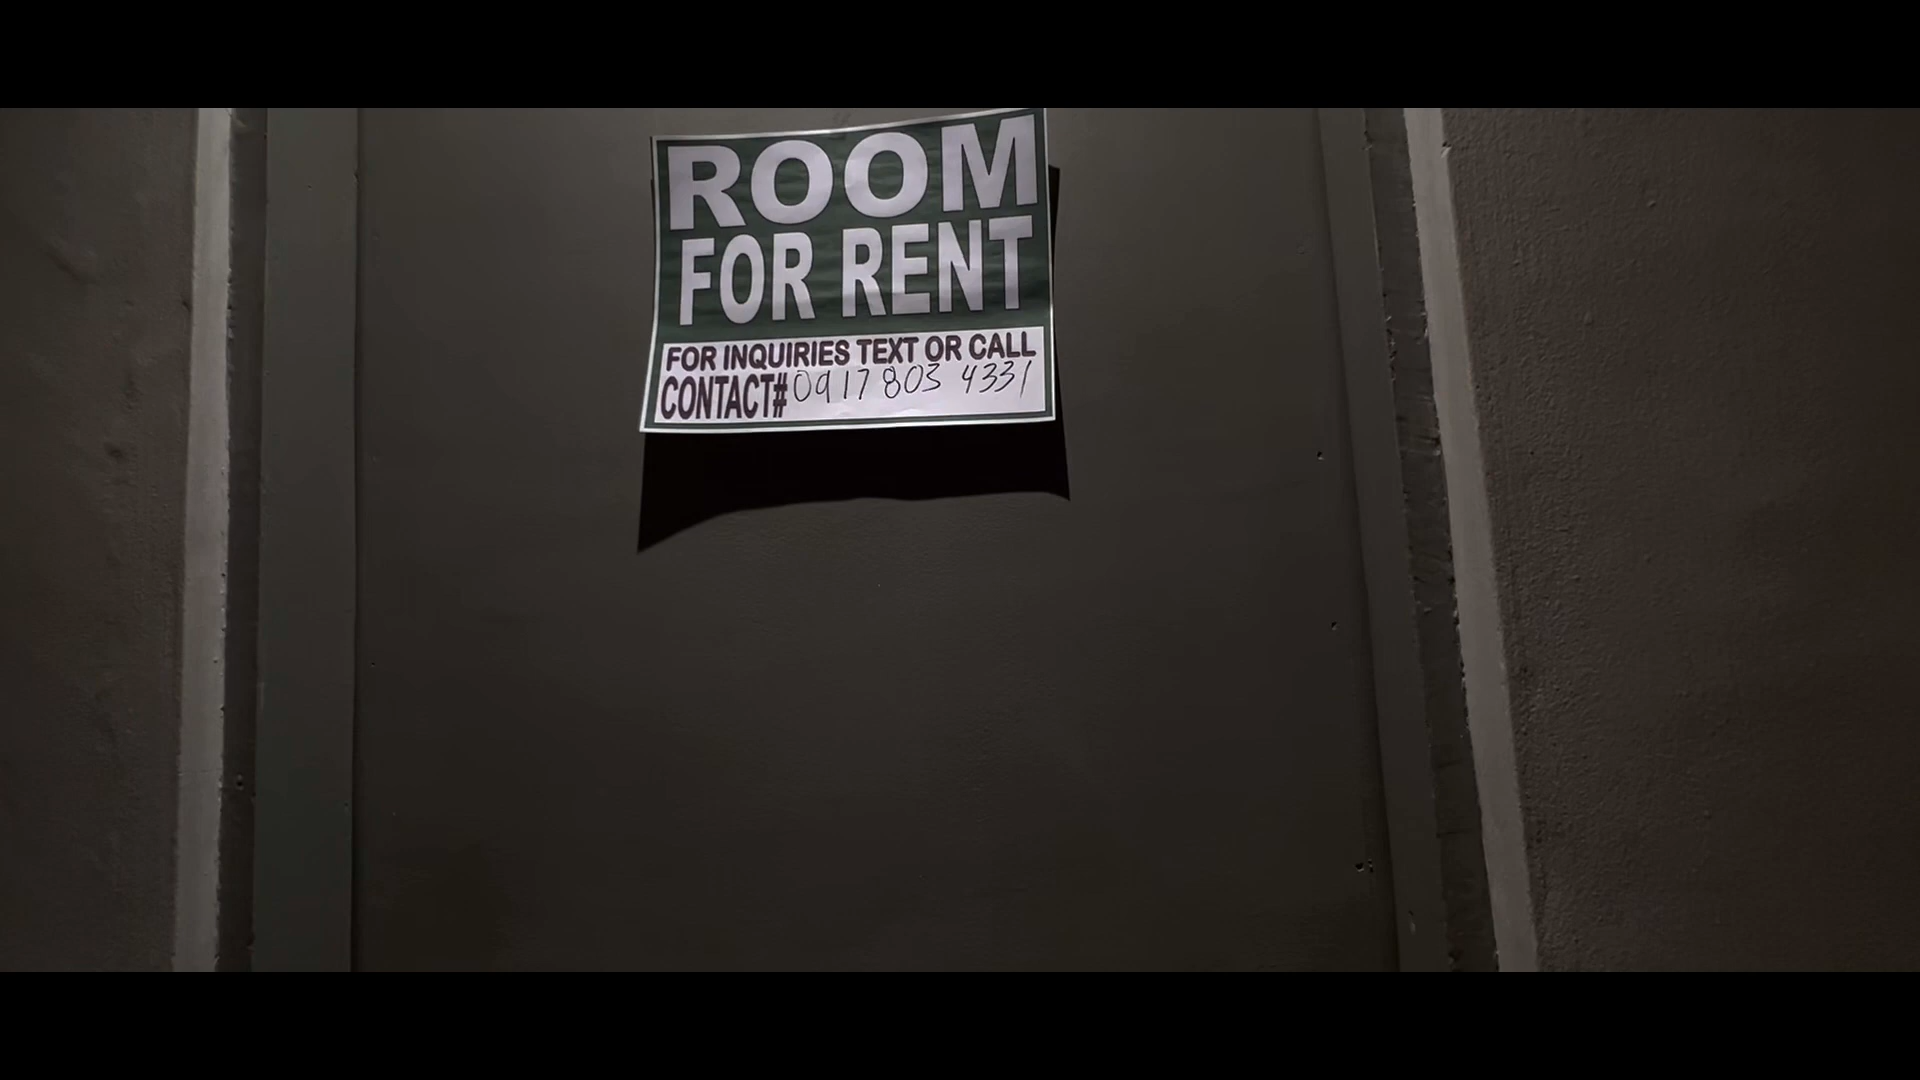 ROOM
FOR RENT
FOR INQUIRIES TEXT OR CALL
CONTACT# 0917 803 4331